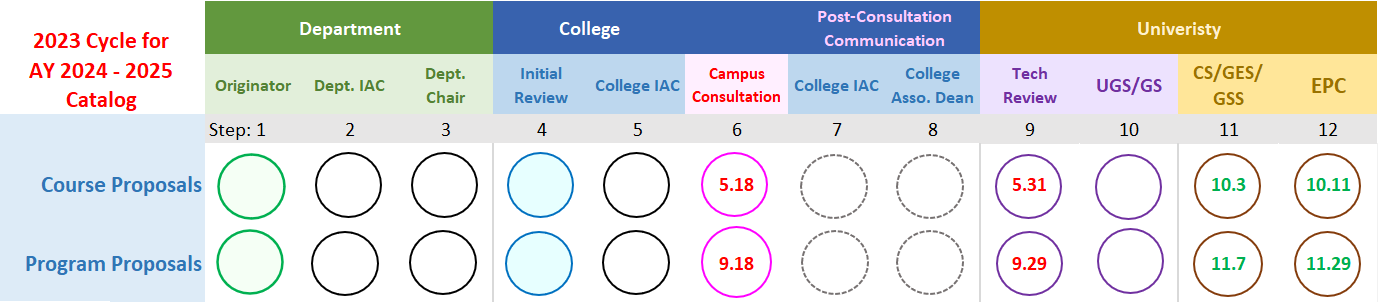 2023 Cycle for
AY 2024 - 2025
Catalog
Department
College
Post-Consultation
Communication
Univeristy
Originator
Dept. IAC
Dept.
Chair
Initial
Review
College IAC
Campus
Consultation
College IAC
College
Asso. Dean
Tech
Review
UGS/GS
CS/GES/
GSS
EPC
Step: 1 2 3 4 5 6 7 8 9 10 11 12
Course Proposals 5.18 5.31 10.3 10.11
Program Proposals 9.18 9.29 11.7 11.29